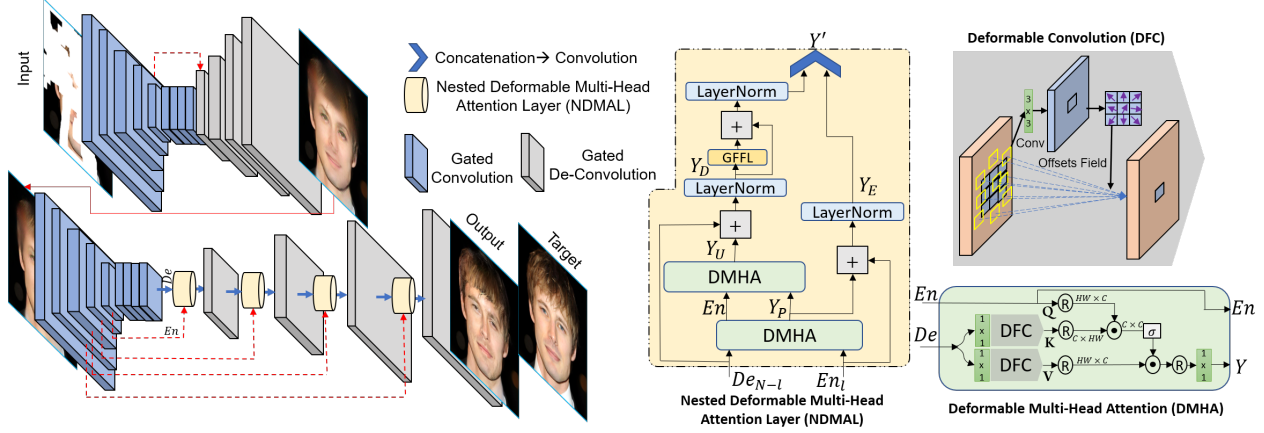 Input
Concatenation→ Convolution
Nested Deformable Multi-Head
Attention Layer (NDMAL)
Gated
Convolution
Gated
De-Convolution
Output
Target
De
En
Y′
LayerNorm
+
GFFL
Y_D
LayerNorm
Y_E
LayerNorm
+
Y_U
+
DMHA
En
Y_P
DMHA
De_{N−l}
En_l
Nested Deformable Multi-Head
Attention Layer (NDMAL)
Deformable Convolution (DFC)
3
x
3
Conv
Offsets Field
En
Q
R
HW × C
En
De
1
x
1
DFC
K
R
C × HW
C × C
σ
1
x
1
DFC
V
R
HW × C
R
1
x
1
Y
Deformable Multi-Head Attention (DMHA)